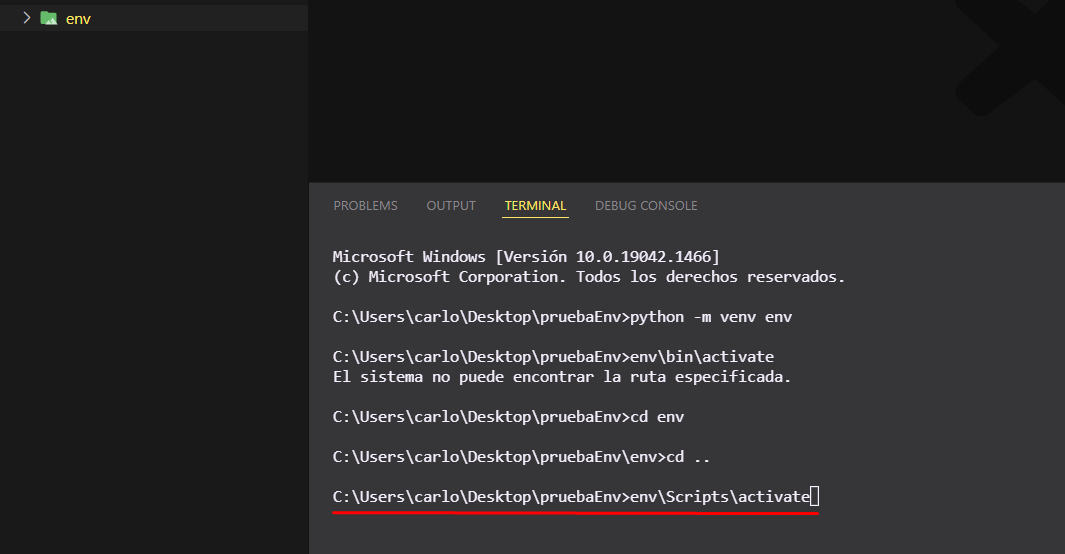 env
PROBLEMS OUTPUT TERMINAL DEBUG CONSOLE
Microsoft Windows [Versión 10.0.19042.1466]
(c) Microsoft Corporation. Todos los derechos reservados.
C:\Users\carlo\Desktop\pruebaEnv>python -m venv env
C:\Users\carlo\Desktop\pruebaEnv>env\bin\activate
El sistema no puede encontrar la ruta especificada.
C:\Users\carlo\Desktop\pruebaEnv>cd env
C:\Users\carlo\Desktop\pruebaEnv\env>cd ..
C:\Users\carlo\Desktop\pruebaEnv>env\Scripts\activate